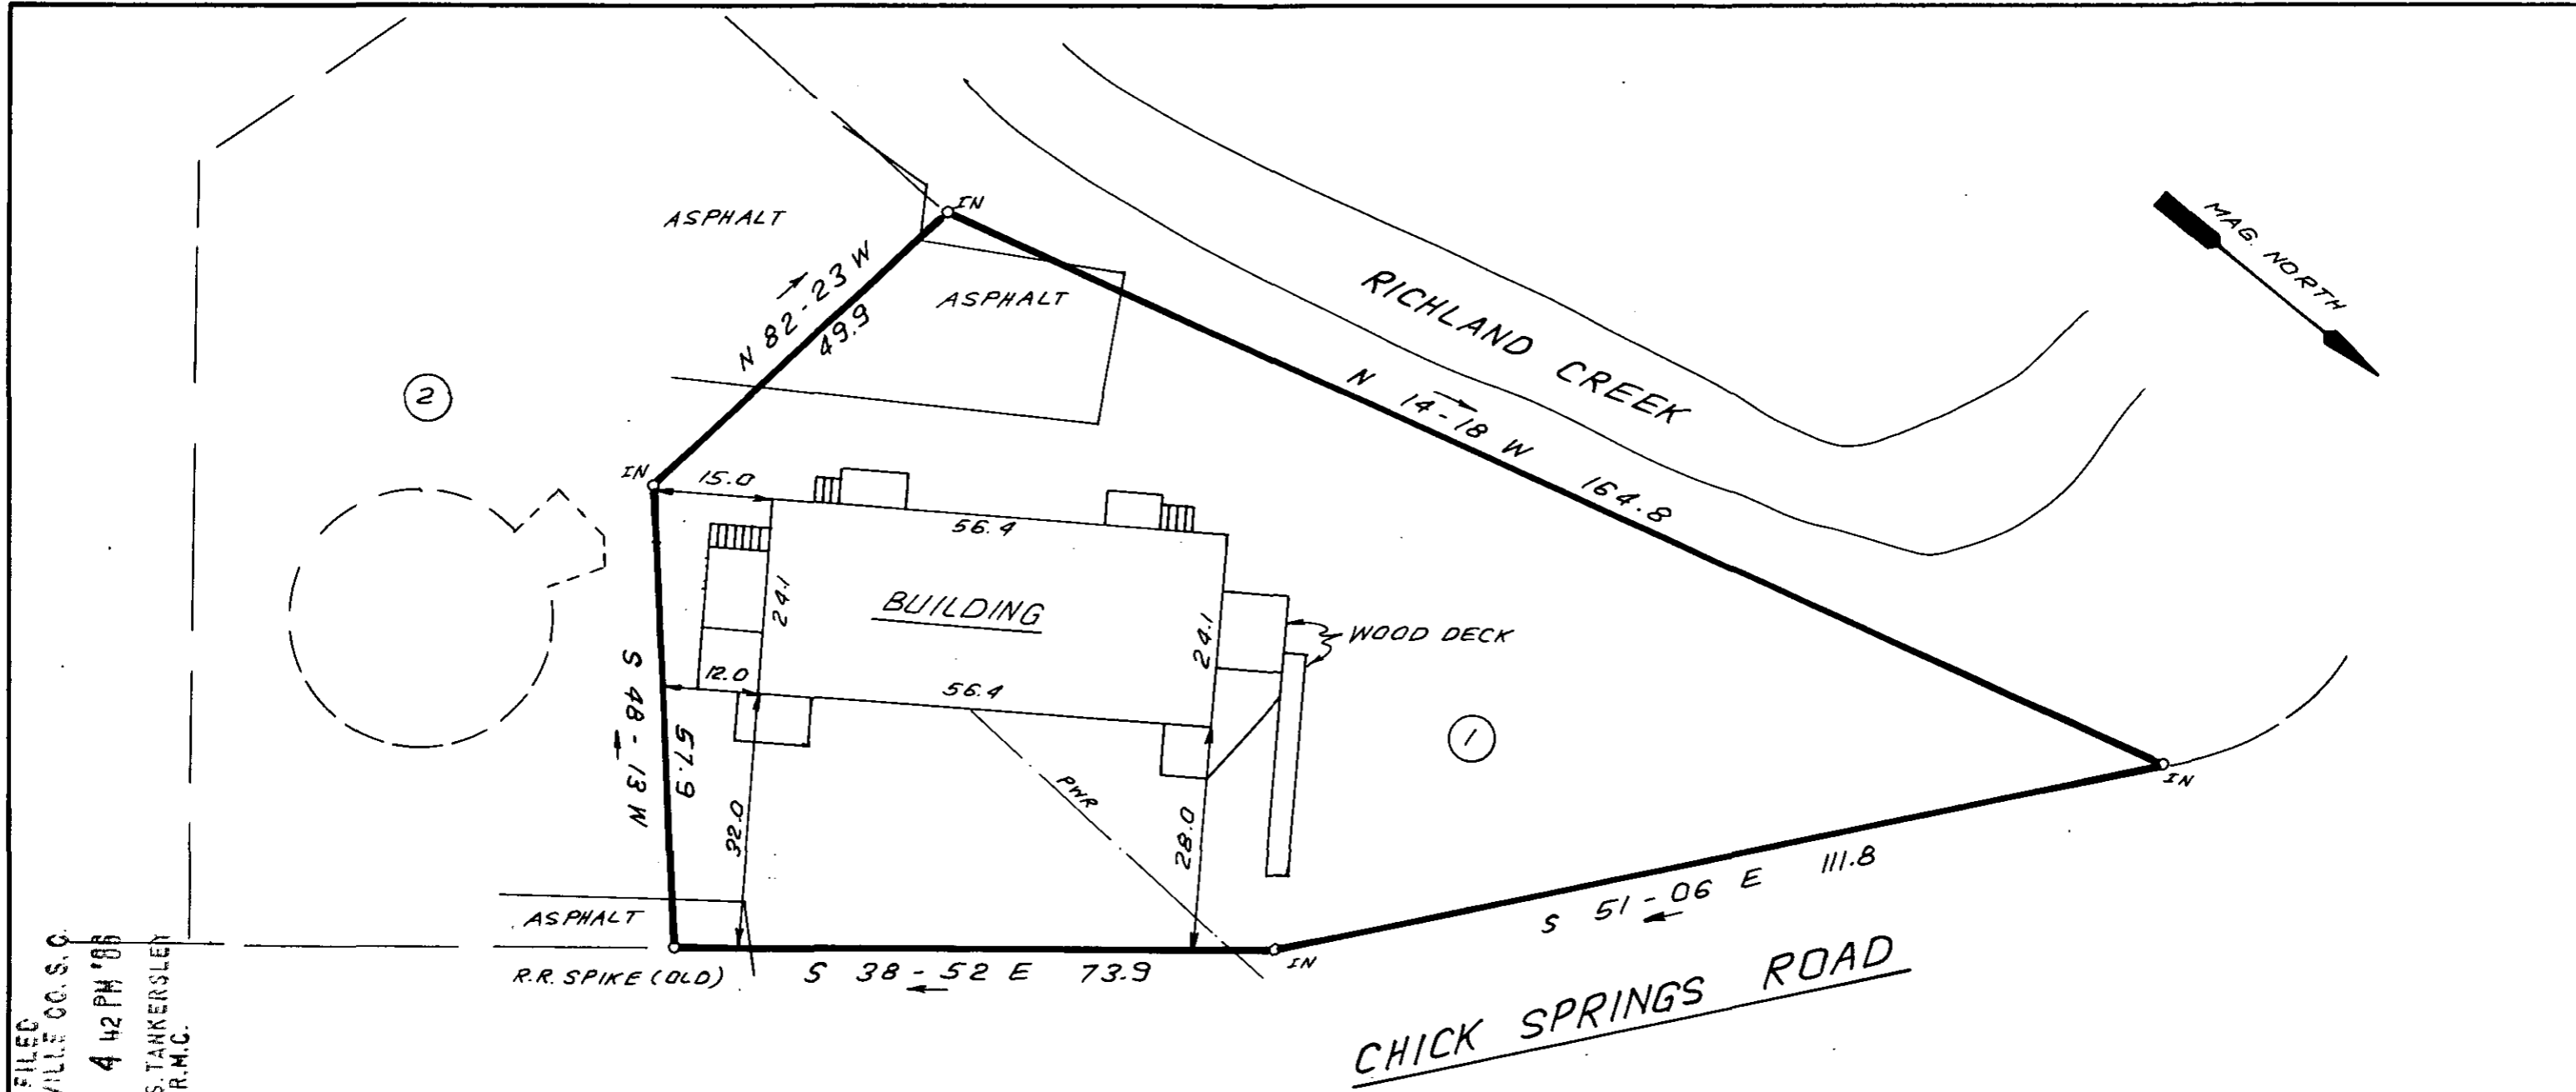 ASPHALT
IN
MAG. NORTH
N 82-23 W
49.9
ASPHALT
RICHLAND CREEK
N 14-18 W 164.8
2
IN
15.0
56.4
24.1
BUILDING
24.1
WOOD DECK
12.0
56.4
S 48-13 W
57.9
1
PWR
32.0
28.0
IN
S 51-06 E 111.8
ASPHALT
R.R. SPIKE (OLD)
S 38-52 E 73.9
IN
CHICK SPRINGS ROAD
FILED
VILLE CO. S. C.
4 42 PM '86
S. TANKERSLEY
R.M.C.